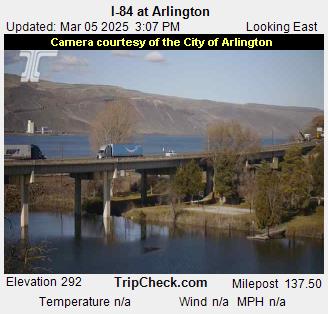 I-84 at Arlington
Updated: Mar 05 2025 3:07 PM Looking East
Camera courtesy of the City of Arlington
SWIFT
Elevation 292 TripCheck.com Milepost 137.50
Temperature n/a Wind n/a MPH n/a